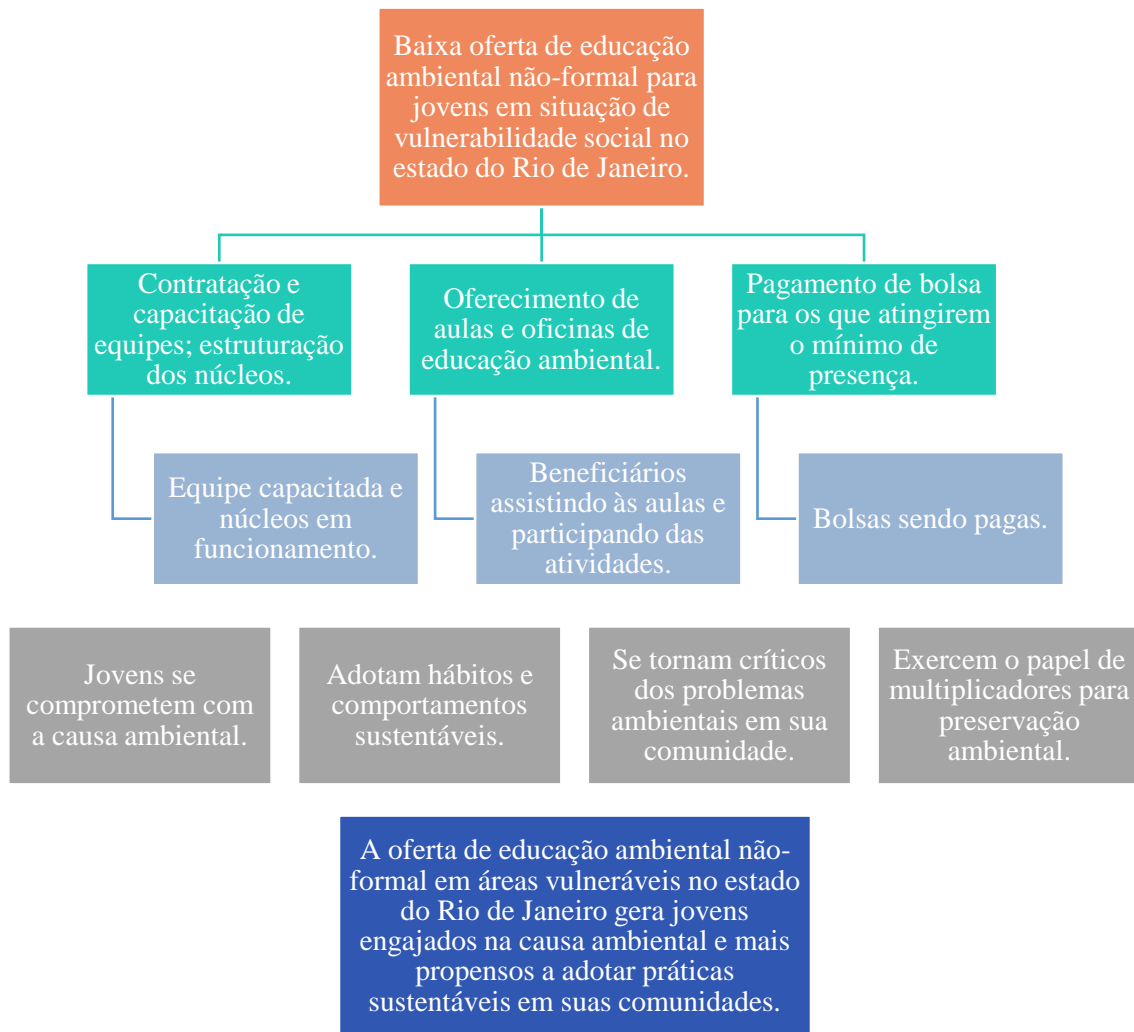 Baixa oferta de educação
ambiental não-formal para
jovens em situação de
vulnerabilidade social no
estado do Rio de Janeiro.
Contratação e
capacitação de
equipes; estruturação
dos núcleos.
Oferecimento de
aulas e oficinas de
educação ambiental.
Pagamento de bolsa
para os que atingirem
o mínimo de
presença.
Equipe capacitada e
núcleos em
funcionamento.
Beneficiários
assistindo às aulas e
participando das
atividades.
Bolsas sendo pagas.
Jovens se
comprometem com
a causa ambiental.
Adotam hábitos e
comportamentos
sustentáveis.
Se tornam críticos
dos problemas
ambientais em sua
comunidade.
Exercem o papel de
multiplicadores para
preservação
ambiental.
A oferta de educação ambiental não-
formal em áreas vulneráveis no estado
do Rio de Janeiro gera jovens
engajados na causa ambiental e mais
propensos a adotar práticas
sustentáveis em suas comunidades.